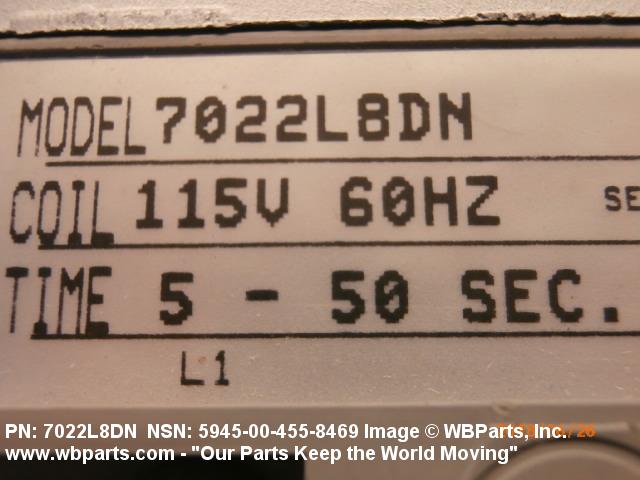 MODEL 7022L8DN
COIL 115V 60HZ SE
TIME 5 - 50 SEC.
L1
PN: 7022L8DN NSN: 5945-00-455-8469 Image © WBParts, Inc.
www.wbparts.com - "Our Parts Keep the World Moving"